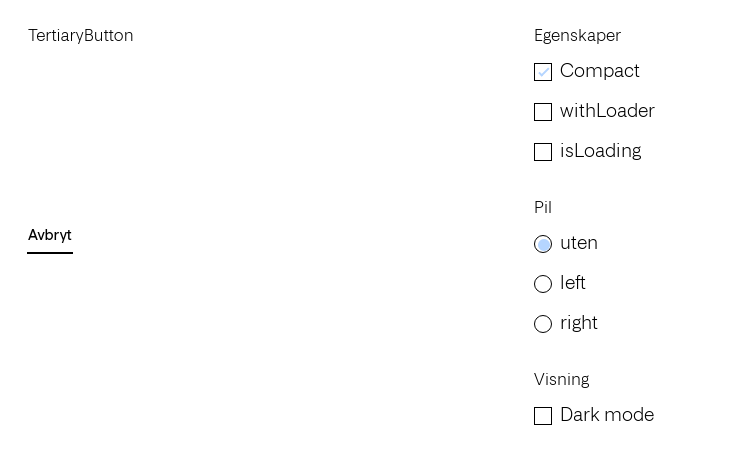 TertiaryButton
Avbryt
Egenskaper
Compact
withLoader
isLoading
Pil
uten
left
right
Visning
Dark mode